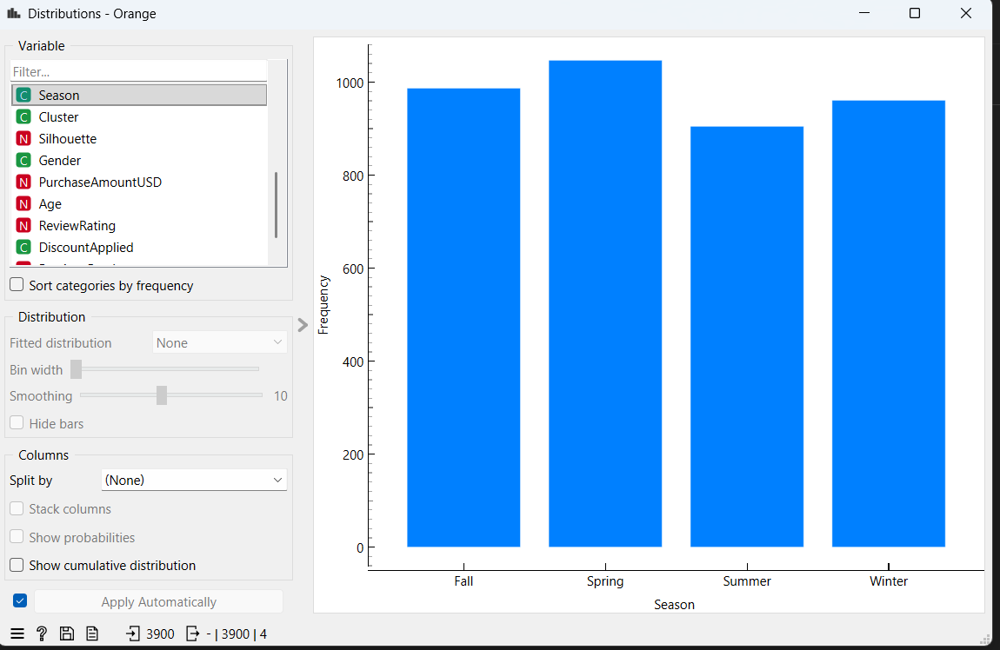 Distributions - Orange
Variable
Filter...
C Season
C Cluster
N Silhouette
C Gender
N PurchaseAmountUSD
N Age
N ReviewRating
C DiscountApplied
Sort categories by frequency
Distribution
Fitted distribution None
Bin width
Smoothing 10
Hide bars
Columns
Split by (None)
Stack columns
Show probabilities
Show cumulative distribution
Apply Automatically
3900 - | 3900 | 4
1000
800
600
400
200
0
Frequency
Fall Spring Summer Winter
Season